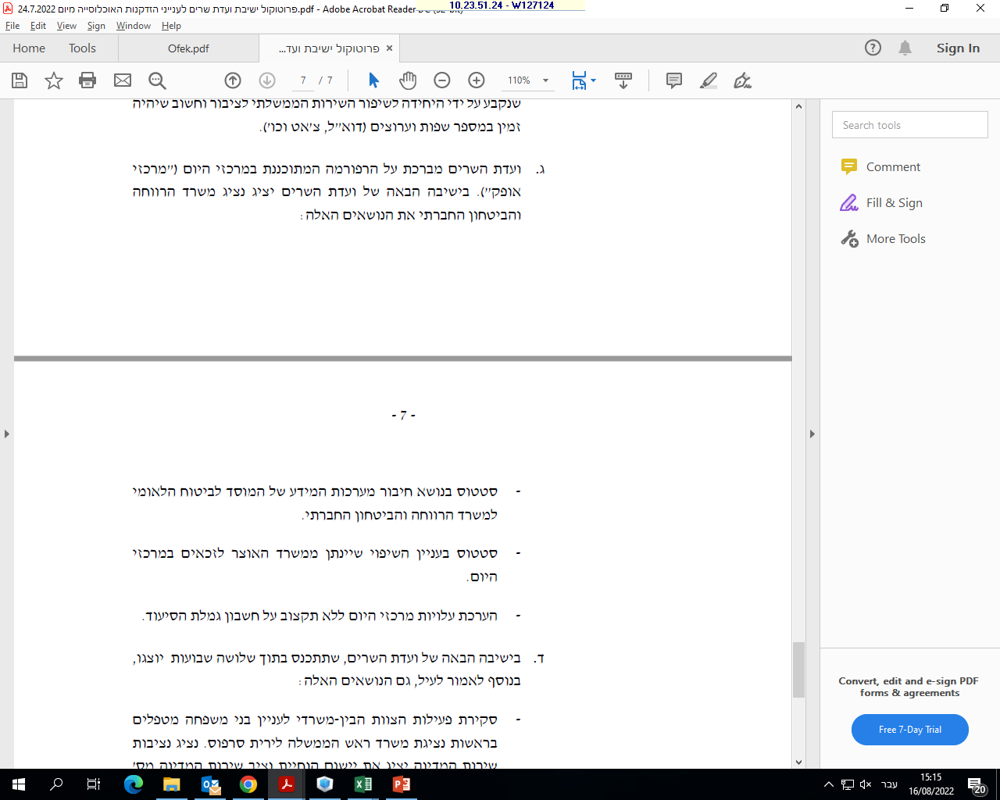 10.23.51.24 - W127124
פרוטוקול ישיבת ועדת שרים לענייני הזדקנות האוכלוסייה מיום 24.7.2022.pdf - Adobe Acrobat Reader DC (32-bit)
File Edit View Sign Window Help
Home Tools Ofek.pdf פרוטוקול ישיבת ועד... × Sign In
7 / 7 110%
Search tools
Comment
Fill & Sign
More Tools
שנקבע על ידי היחידה לשיפור השירות הממשלתי לציבור וחשוב שיהיה
זמין במספר שפות וערוצים (דוא"ל, צ'אט וכו').
ג. ועדת השרים מברכת על הרפורמה המתוכננת במרכזי היום ("מרכזי
אופק"). בישיבה הבאה של ועדת השרים יציג נציג משרד הרווחה
והביטחון החברתי את הנושאים האלה:
- 7 -
- סטטוס בנושא חיבור מערכות המידע של המוסד לביטוח הלאומי
למשרד הרווחה והביטחון החברתי.
- סטטוס בעניין השיפוי שיינתן ממשרד האוצר לזכאים במרכזי
היום.
- הערכת עלויות מרכזי היום ללא תקצוב על חשבון גמלת הסיעוד.
ד. בישיבה הבאה של ועדת השרים, שתתכנס בתוך שלושה שבועות יוצגו,
בנוסף לאמור לעיל, גם הנושאים האלה:
- סקירת פעילות הצוות הבין-משרדי לעניין בני משפחה מטפלים
בראשות נציגת משרד ראש הממשלה לירית סרפוס. נציג נציבות
שירות המדינה יציג את יישום הנחיית נציב שירות המדינה מס'
Convert, edit and e-sign PDF
forms & agreements
Free 7-Day Trial
עבר
15:15
16/08/2022
20